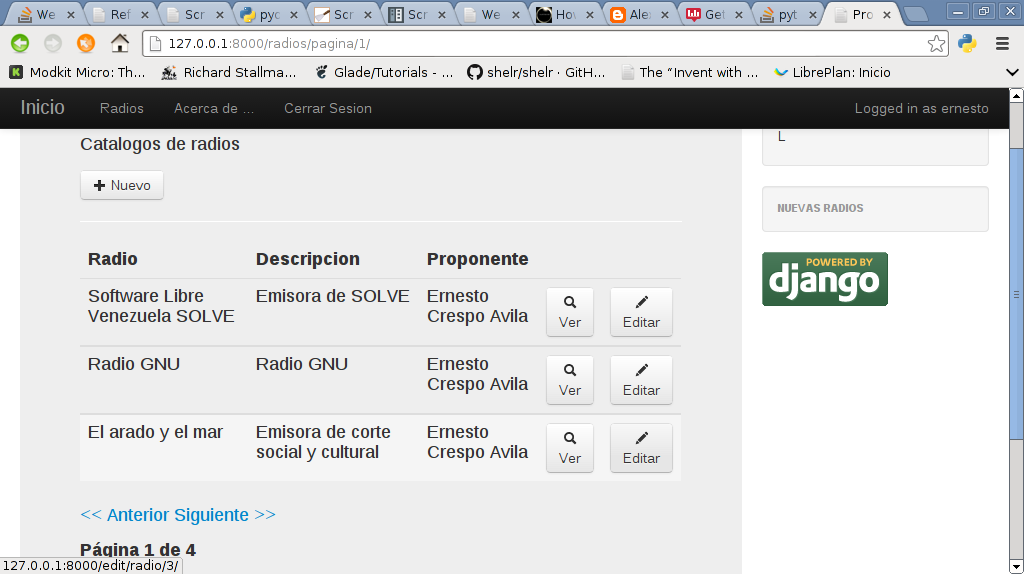 We
Ref
Scr
pyc
Scr
Scr
We
Hov
Ale
Get
pyt
Pro
127.0.0.1:8000/radios/pagina/1/
Modkit Micro: Th...
Richard Stallma...
Glade/Tutorials - ...
shelr/shelr · GitH...
The “Invent with ...
LibrePlan: Inicio
Inicio
Radios
Acerca de ...
Cerrar Sesion
Logged in as ernesto
Catalogos de radios
Nuevo
Radio
Descripcion
Proponente
Software Libre
Venezuela SOLVE
Emisora de SOLVE
Ernesto
Crespo Avila
Ver
Editar
Radio GNU
Radio GNU
Ernesto
Crespo Avila
Ver
Editar
El arado y el mar
Emisora de corte
social y cultural
Ernesto
Crespo Avila
Ver
Editar
<< Anterior Siguiente >>
Página 1 de 4
127.0.0.1:8000/edit/radio/3/
L
NUEVAS RADIOS
POWERED BY
django